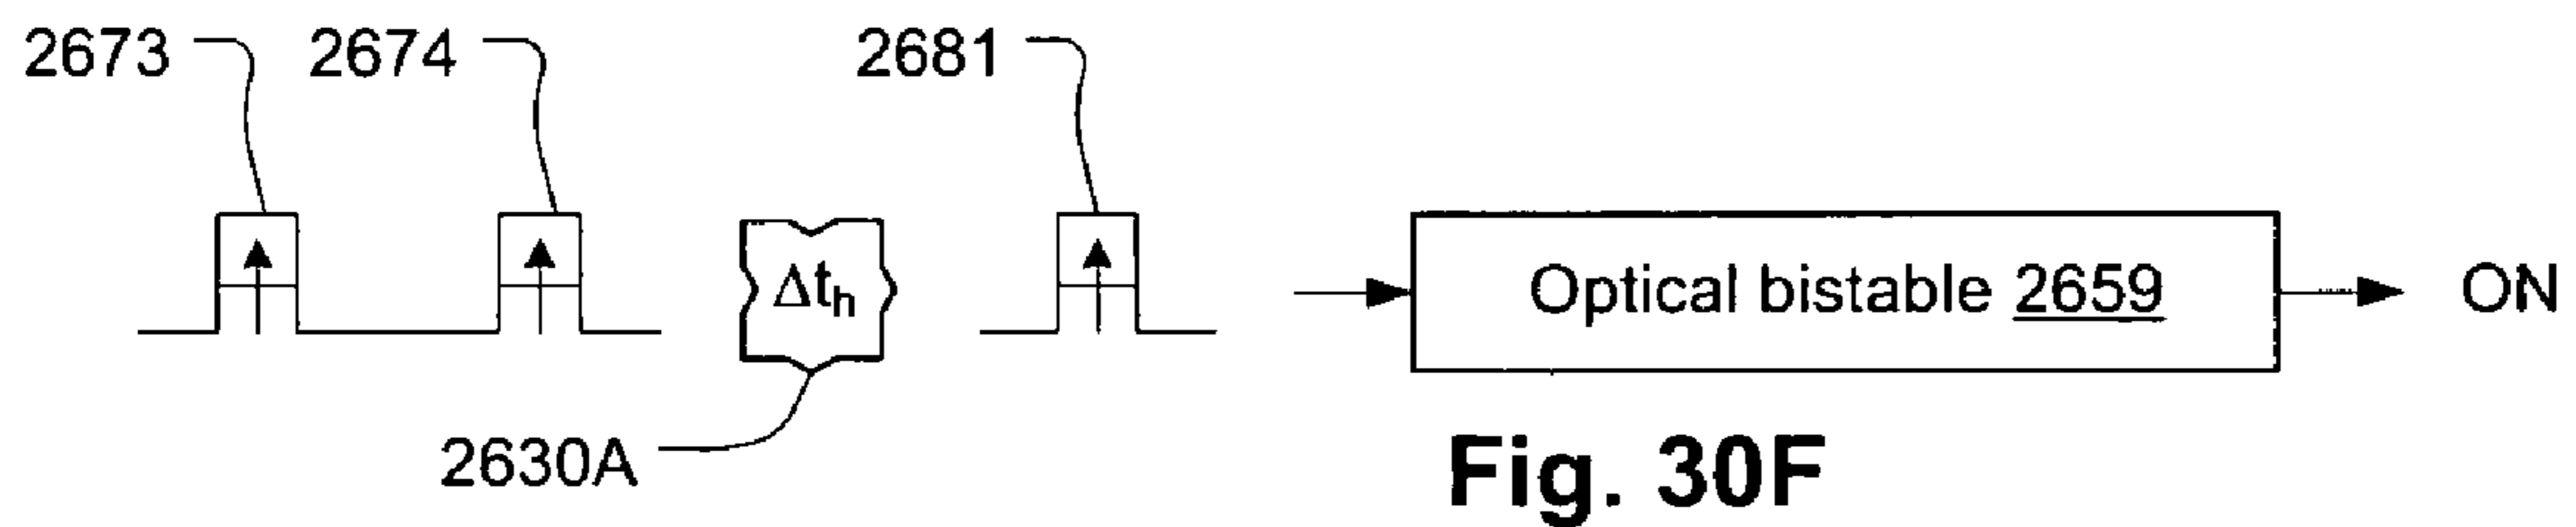 2673 2674 2681
Δth
Optical bistable 2659
ON
2630A
Fig. 30F